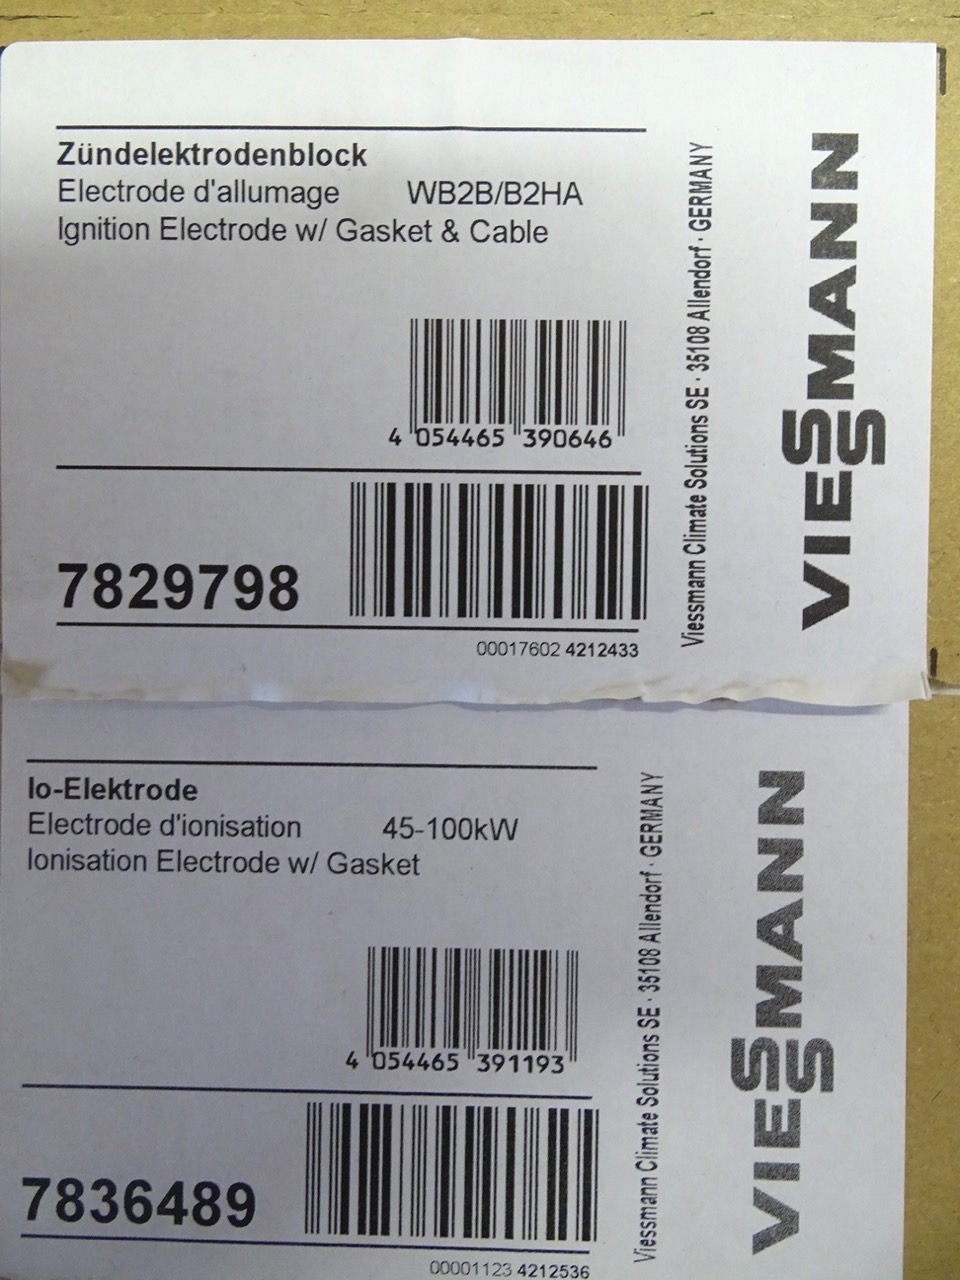 Zündelektrodenblock
Electrode d'allumage WB2B/B2HA
Ignition Electrode w/ Gasket & Cable
4 054465 390646
7829798
00017602 4212433
Viessmann Climate Solutions SE · 35108 Allendorf · GERMANY
VIESSMANN
Io-Elektrode
Electrode d'ionisation 45-100kW
Ionisation Electrode w/ Gasket
4 054465 391193
7836489
00001123 4212536
Viessmann Climate Solutions SE · 35108 Allendorf · GERMANY
VIESSMANN